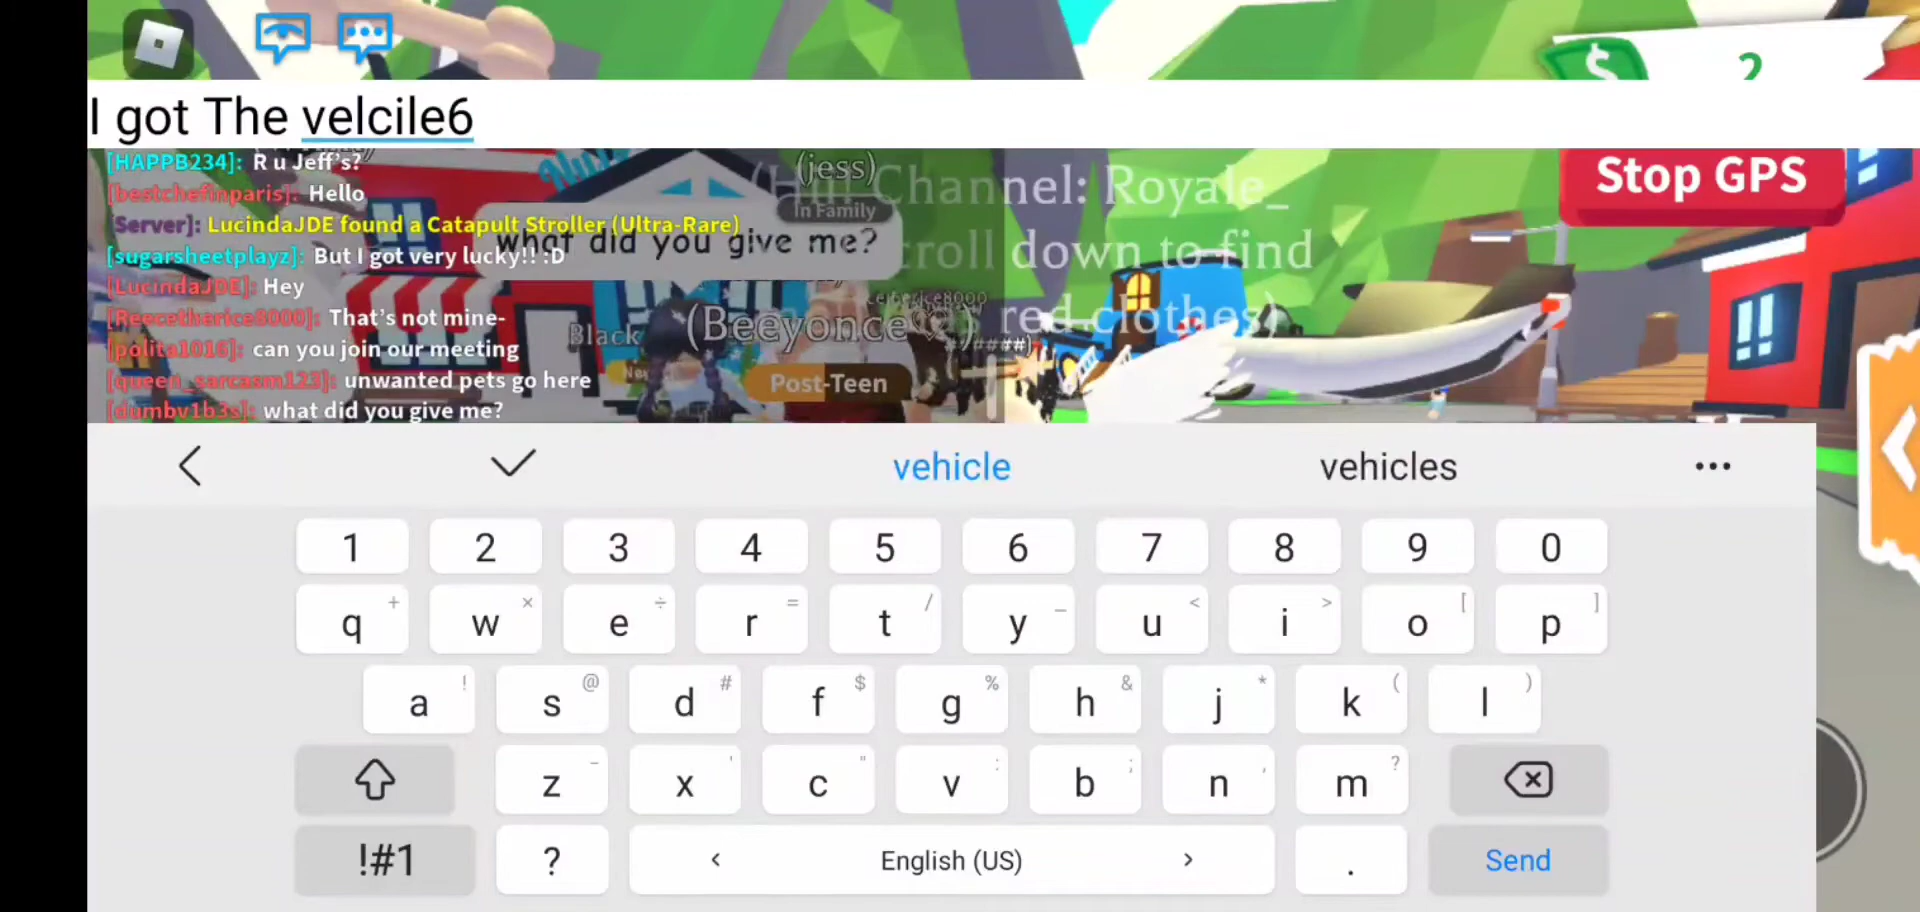 2
I got The velcile6
[HAPPB234]: R u Jeff's?
[bestchefinparis]: Hello
[Server]: LucindaJDE found a Catapult Stroller (Ultra-Rare)
[sugarsheetplayz]: But I got very lucky!! :D
[LucindaJDE]: Hey
[Reecetharice8000]: That's not mine-
[polita1016]: can you join our meeting
[queen_sarcasm123]: unwanted pets go here
[dumbv1b3s]: what did you give me?
(jess)
In Family
what did you give me?
Channel: Royale_
croll down to find
red clothes)
Black
(Beeyonce
Post-Teen
Stop GPS
vehicle vehicles •••
1 2 3 4 5 6 7 8 9 0
q + w × e ÷ r = t / y _ u < i > o [ p ]
a ! s @ d # f $ g % h & j * k ( l )
z - x ' c " v : b ; n , m ?
!#1 ? < English (US) > . Send